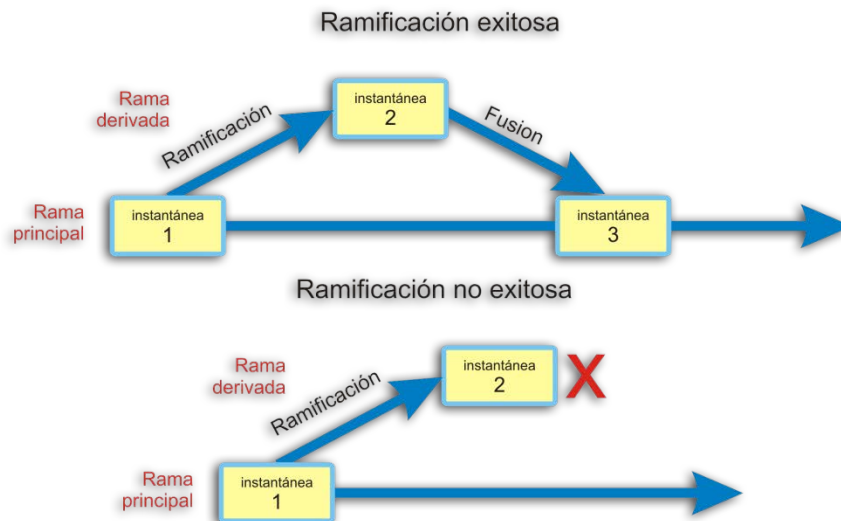 Ramificación exitosa
Rama
derivada
Ramificación
instantánea
2
Fusion
Rama
principal
instantánea
1
instantánea
3
Ramificación no exitosa
Rama
derivada
Ramificación
instantánea
2
X
Rama
principal
instantánea
1